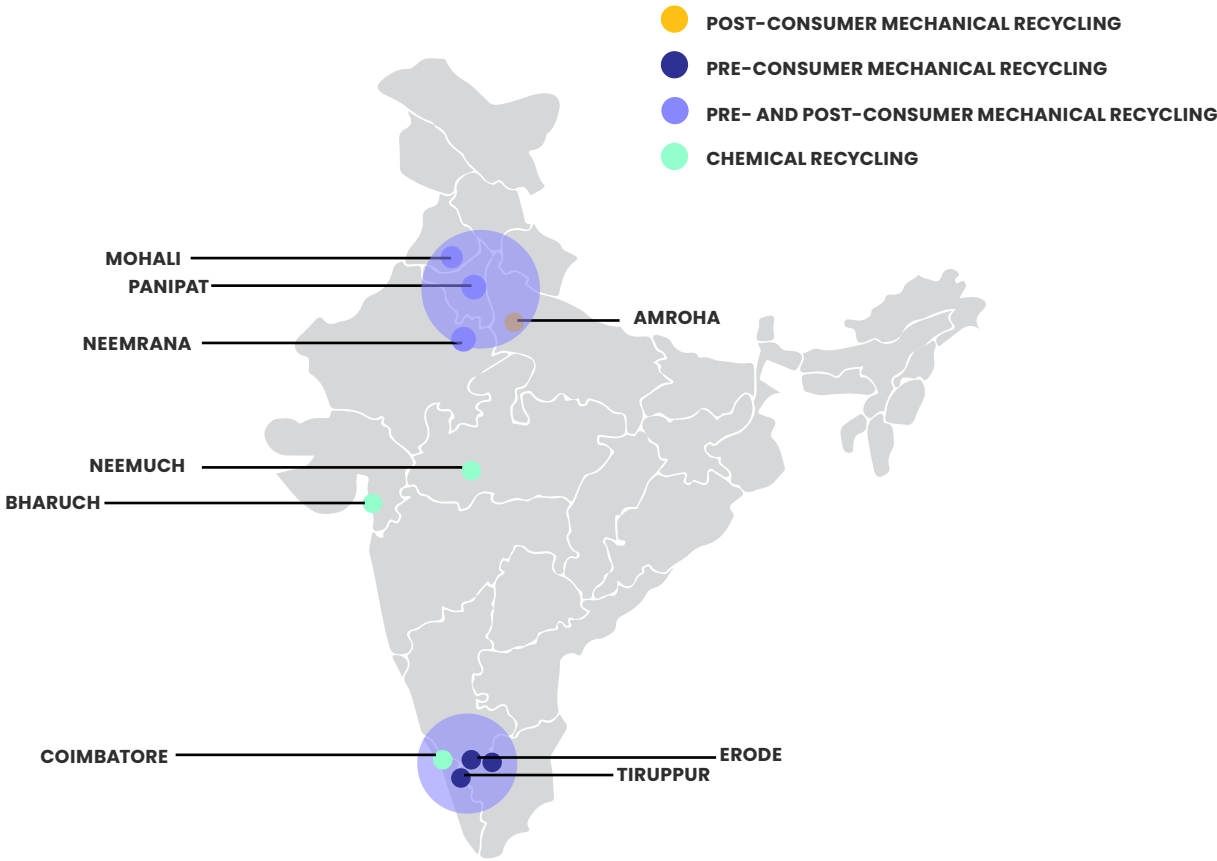 POST-CONSUMER MECHANICAL RECYCLING
PRE-CONSUMER MECHANICAL RECYCLING
PRE- AND POST-CONSUMER MECHANICAL RECYCLING
CHEMICAL RECYCLING
MOHALI
PANIPAT
AMROHA
NEEMRANA
NEEMUCH
BHARUCH
COIMBATORE
ERODE
TIRUPPUR